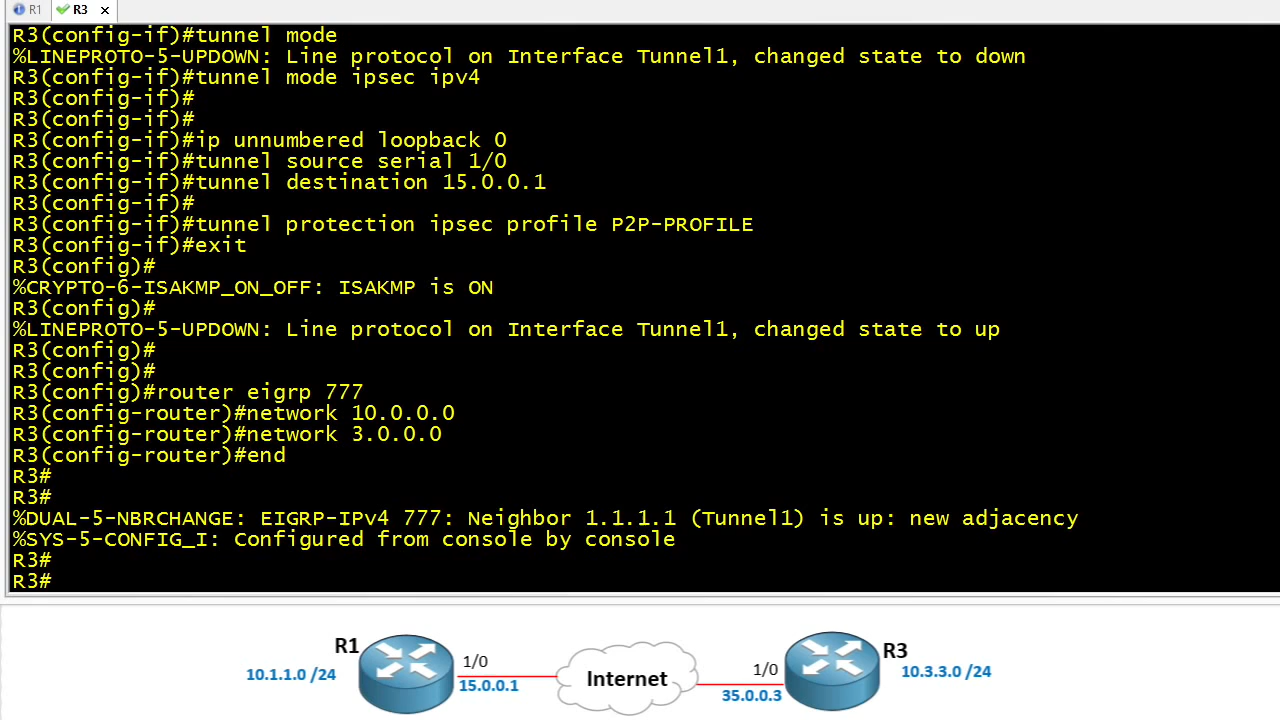 R1 R3 ×
R3(config-if)#tunnel mode
%LINEPROTO-5-UPDOWN: Line protocol on Interface Tunnel1, changed state to down
R3(config-if)#tunnel mode ipsec ipv4
R3(config-if)#
R3(config-if)#
R3(config-if)#ip unnumbered loopback 0
R3(config-if)#tunnel source serial 1/0
R3(config-if)#tunnel destination 15.0.0.1
R3(config-if)#
R3(config-if)#tunnel protection ipsec profile P2P-PROFILE
R3(config-if)#exit
R3(config)#
%CRYPTO-6-ISAKMP_ON_OFF: ISAKMP is ON
R3(config)#
%LINEPROTO-5-UPDOWN: Line protocol on Interface Tunnel1, changed state to up
R3(config)#
R3(config)#
R3(config)#router eigrp 777
R3(config-router)#network 10.0.0.0
R3(config-router)#network 3.0.0.0
R3(config-router)#end
R3#
R3#
%DUAL-5-NBRCHANGE: EIGRP-IPv4 777: Neighbor 1.1.1.1 (Tunnel1) is up: new adjacency
%SYS-5-CONFIG_I: Configured from console by console
R3#
R3#
R1
10.1.1.0 /24
1/0
15.0.0.1
Internet
1/0
35.0.0.3
R3
10.3.3.0 /24